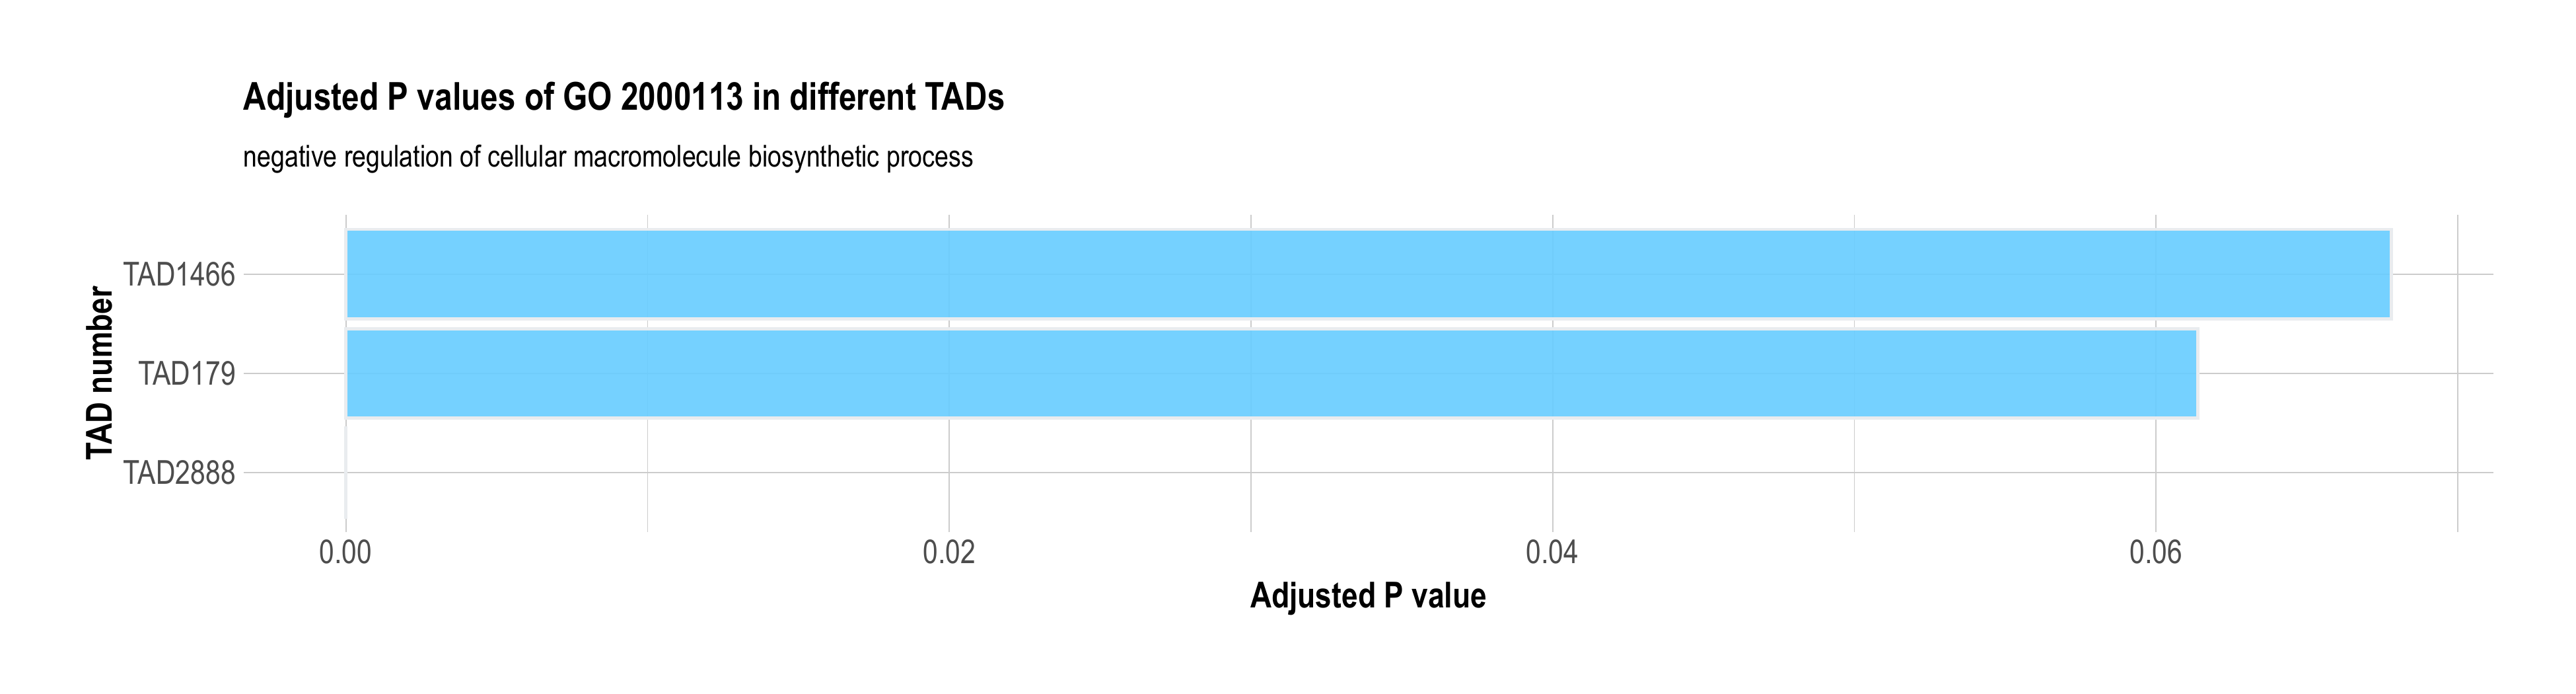 Adjusted P values of GO 2000113 in different TADs
negative regulation of cellular macromolecule biosynthetic process
TAD number
TAD1466
TAD179
TAD2888
0.00
0.02
0.04
0.06
Adjusted P value